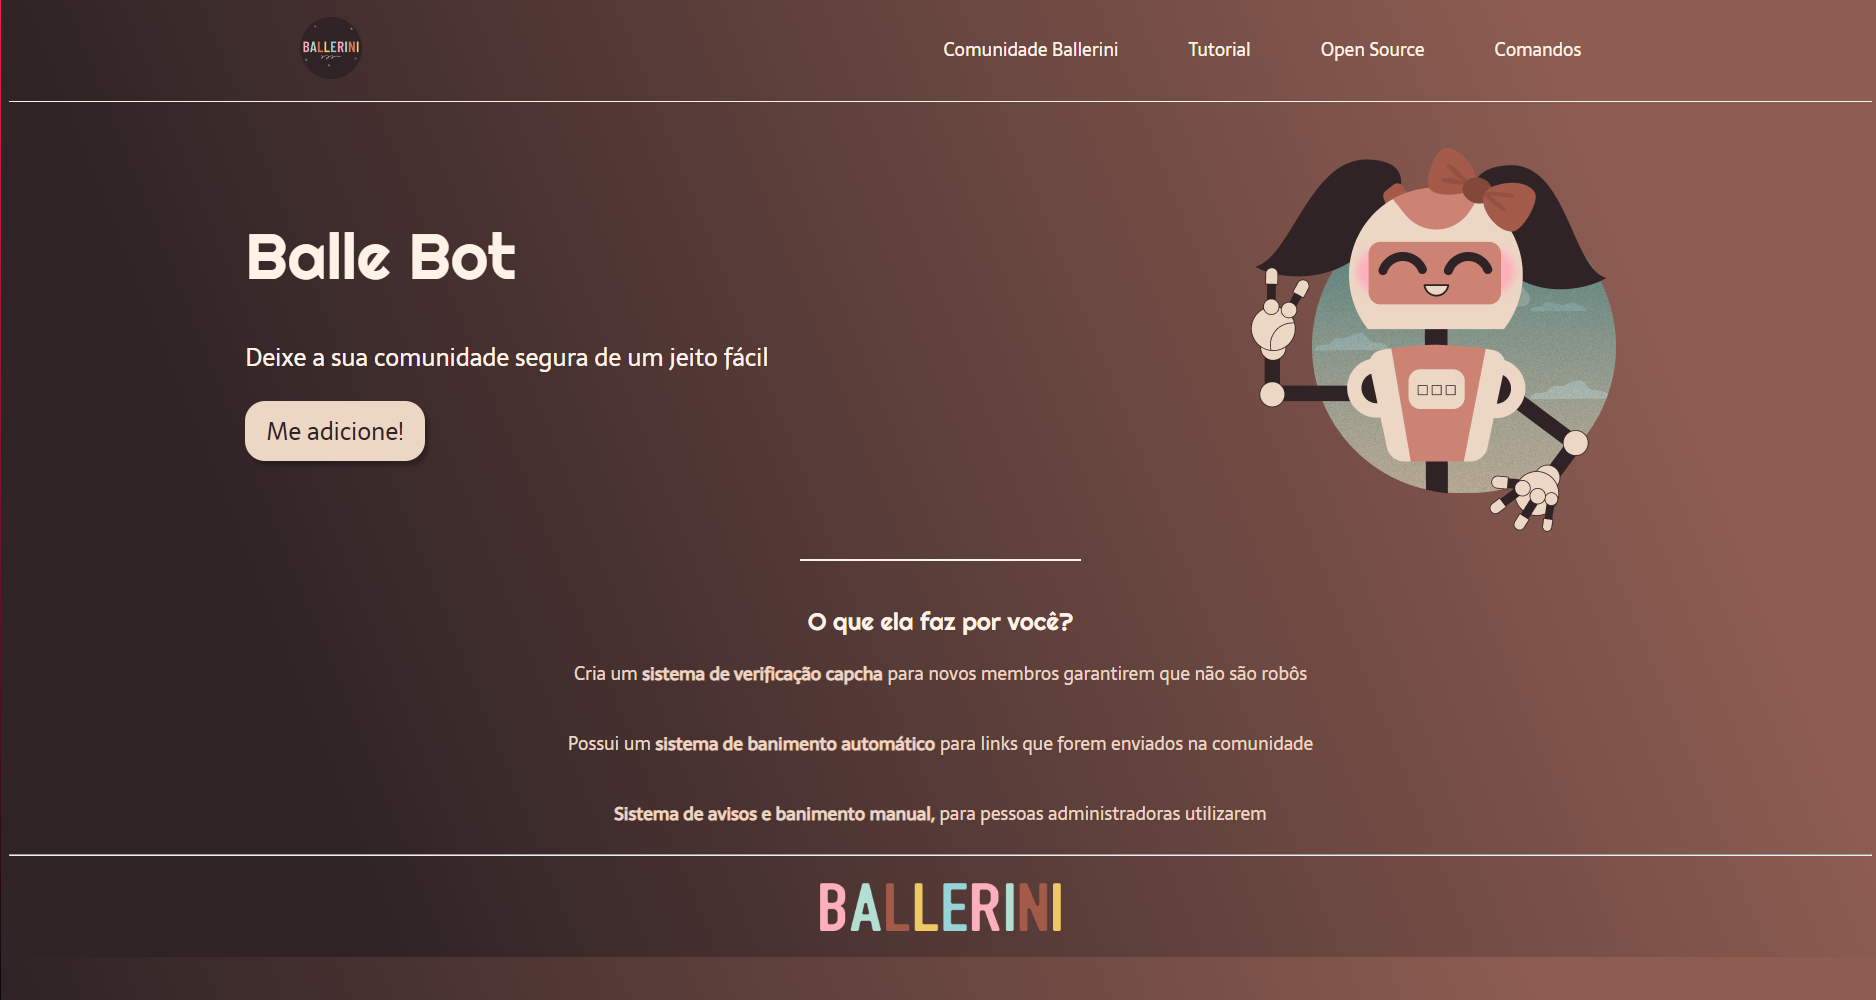 BALLERINI
Comunidade Ballerini
Tutorial
Open Source
Comandos
Balle Bot
Deixe a sua comunidade segura de um jeito fácil
Me adicione!
O que ela faz por você?
Cria um sistema de verificação capcha para novos membros garantirem que não são robôs
Possui um sistema de banimento automático para links que forem enviados na comunidade
Sistema de avisos e banimento manual, para pessoas administradoras utilizarem
BALLERINI